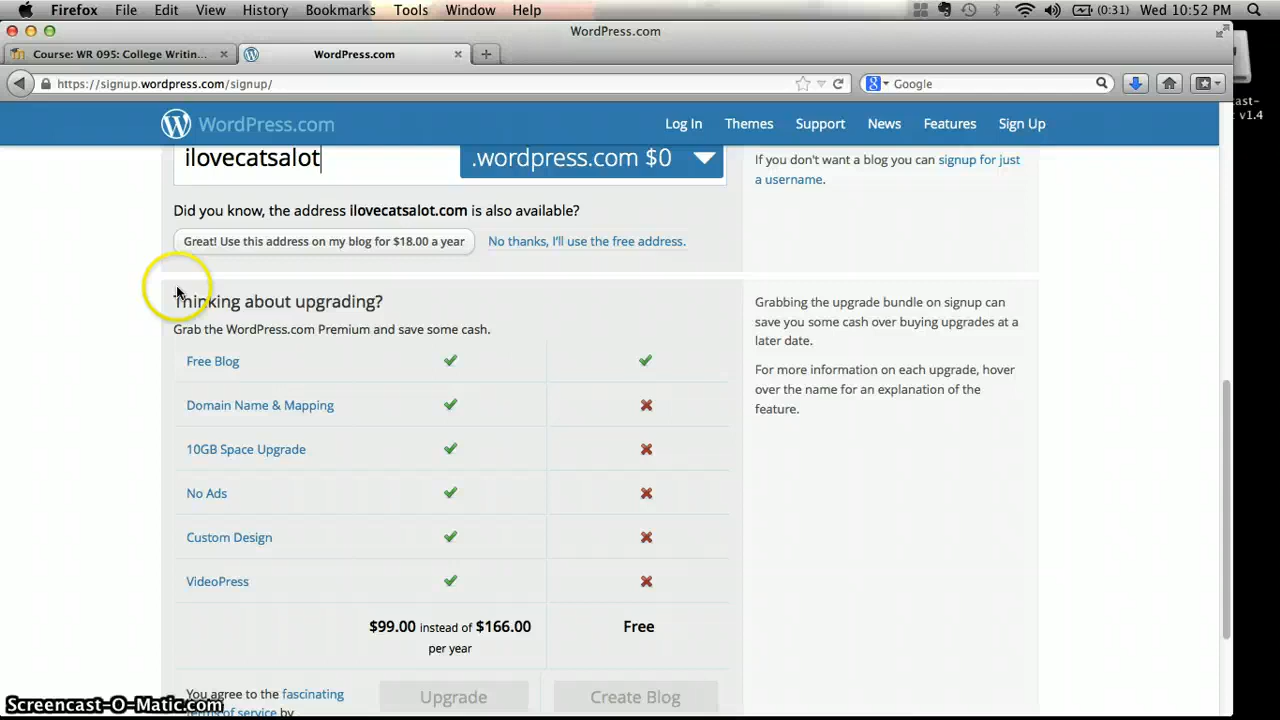 Firefox File Edit View History Bookmarks Tools Window Help (0:31) Wed 10:52 PM
WordPress.com
Course: WR 095: College Writin... WordPress.com
https://signup.wordpress.com/signup/ Google
WordPress.com Log In Themes Support News Features Sign Up
ilovecatsalot .wordpress.com $0
If you don't want a blog you can signup for just
a username.
Did you know, the address ilovecatsalot.com is also available?
Great! Use this address on my blog for $18.00 a year No thanks, I'll use the free address.
Thinking about upgrading?
Grab the WordPress.com Premium and save some cash.
Grabbing the upgrade bundle on signup can
save you some cash over buying upgrades at a
later date.
For more information on each upgrade, hover
over the name for an explanation of the
feature.
Free Blog
Domain Name & Mapping
10GB Space Upgrade
No Ads
Custom Design
VideoPress
$99.00 instead of $166.00
per year
Free
You agree to the fascinating
terms of service by
Upgrade
Create Blog
Screencast-O-Matic.com